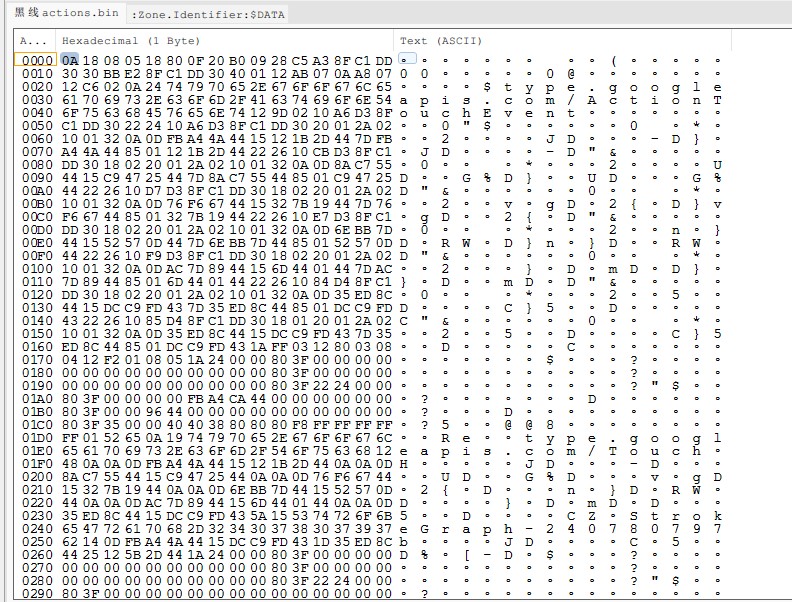 黑线actions.bin :Zone.Identifier:$DATA
A... Hexadecimal (1 Byte) Text (ASCII)
0000 0A 18 08 05 18 80 0F 20 B0 09 28 C5 A3 8F C1 DD ° ° ° ° ° ° °   ° ° ( ° ° ° ° °
0010 30 30 BB E2 8F C1 DD 30 40 01 12 AB 07 0A A8 07 0 0 ° ° ° ° ° 0 @ ° ° ° ° ° ° °
0020 12 C6 02 0A 24 74 79 70 65 2E 67 6F 6F 67 6C 65 ° ° ° ° $ t y p e . g o o g l e
0030 61 70 69 73 2E 63 6F 6D 2F 41 63 74 69 6F 6E 54 a p i s . c o m / A c t i o n T
0040 6F 75 63 68 45 76 65 6E 74 12 9D 02 10 A6 D3 8F o u c h E v e n t ° ° ° ° ° ° °
0050 C1 DD 30 22 24 10 A6 D3 8F C1 DD 30 20 01 2A 02 ° ° 0 " $ ° ° ° ° ° ° 0   ° * °
0060 10 01 32 0A 0D FB A4 4A 44 15 12 1B 2D 44 7D FB ° ° 2 ° ° ° ° J D ° ° ° - D } °
0070 A4 4A 44 85 01 12 1B 2D 44 22 26 10 CB D3 8F C1 ° J D ° ° ° ° - D " & ° ° ° ° °
0080 DD 30 18 02 20 01 2A 02 10 01 32 0A 0D 8A C7 55 ° 0 ° °   ° * ° ° ° 2 ° ° ° ° U
0090 44 15 C9 47 25 44 7D 8A C7 55 44 85 01 C9 47 25 D ° ° G % D } ° ° U D ° ° ° G %
00A0 44 22 26 10 D7 D3 8F C1 DD 30 18 02 20 01 2A 02 D " & ° ° ° ° ° ° 0 ° °   ° * °
00B0 10 01 32 0A 0D 76 F6 67 44 15 32 7B 19 44 7D 76 ° ° 2 ° ° v ° g D ° 2 { ° D } v
00C0 F6 67 44 85 01 32 7B 19 44 22 26 10 E7 D3 8F C1 ° g D ° ° 2 { ° D " & ° ° ° ° °
00D0 DD 30 18 02 20 01 2A 02 10 01 32 0A 0D 6E BB 7D ° 0 ° °   ° * ° ° ° 2 ° ° n ° }
00E0 44 15 52 57 0D 44 7D 6E BB 7D 44 85 01 52 57 0D D ° R W ° D } n ° } D ° ° R W °
00F0 44 22 26 10 F9 D3 8F C1 DD 30 18 02 20 01 2A 02 D " & ° ° ° ° ° ° 0 ° °   ° * °
0100 10 01 32 0A 0D AC 7D 89 44 15 6D 44 01 44 7D AC ° ° 2 ° ° ° } ° D ° m D ° D } °
0110 7D 89 44 85 01 6D 44 01 44 22 26 10 84 D4 8F C1 } ° D ° ° m D ° D " & ° ° ° ° °
0120 DD 30 18 02 20 01 2A 02 10 01 32 0A 0D 35 ED 8C ° 0 ° °   ° * ° ° ° 2 ° ° 5 ° °
0130 44 15 DC C9 FD 43 7D 35 ED 8C 44 85 01 DC C9 FD D ° ° ° ° C } 5 ° ° D ° ° ° ° °
0140 43 22 26 10 85 D4 8F C1 DD 30 18 01 20 01 2A 02 C " & ° ° ° ° ° ° 0 ° °   ° * °
0150 10 01 32 0A 0D 35 ED 8C 44 15 DC C9 FD 43 7D 35 ° ° 2 ° ° 5 ° ° D ° ° ° ° C } 5
0160 ED 8C 44 85 01 DC C9 FD 43 1A FF 03 12 80 03 08 ° ° D ° ° ° ° ° C ° ° ° ° ° ° °
0170 04 12 F2 01 08 05 1A 24 00 00 80 3F 00 00 00 00 ° ° ° ° ° ° ° $ ° ° ° ? ° ° ° °
0180 00 00 00 00 00 00 00 00 00 00 80 3F 00 00 00 00 ° ° ° ° ° ° ° ° ° ° ° ? ° ° ° °
0190 00 00 00 00 00 00 00 00 00 00 80 3F 22 24 00 00 ° ° ° ° ° ° ° ° ° ° ° ? " $ ° °
01A0 80 3F 00 00 00 00 00 00 FB A4 CA 44 00 00 00 00 ° ? ° ° ° ° ° ° ° ° ° D ° ° ° °
01B0 80 3F 00 00 96 44 00 00 00 00 00 00 00 00 00 00 ° ? ° ° ° D ° ° ° ° ° ° ° ° ° °
01C0 80 3F 35 00 00 40 40 38 80 80 80 F8 FF FF FF FF ° ? 5 ° ° @ @ 8 ° ° ° ° ° ° ° °
01D0 FF 01 52 65 0A 19 74 79 70 65 2E 67 6F 6F 67 6C ° ° R e ° ° t y p e . g o o g l
01E0 65 61 70 69 73 2E 63 6F 6D 2F 54 6F 75 63 68 12 e a p i s . c o m / T o u c h °
01F0 48 0A 0A 0D FB A4 4A 44 15 12 1B 2D 44 0A 0A 0D H ° ° ° ° ° J D ° ° ° - D ° ° °
0200 8A C7 55 44 15 C9 47 25 44 0A 0A 0D 76 F6 67 44 ° ° U D ° ° G % D ° ° ° v ° g D
0210 15 32 7B 19 44 0A 0A 0D 6E BB 7D 44 15 52 57 0D ° 2 { ° D ° ° ° n ° } D ° R W °
0220 44 0A 0A 0D AC 7D 89 44 15 6D 44 01 44 0A 0A 0D D ° ° ° ° } ° D ° m D ° D ° ° °
0230 35 ED 8C 44 15 DC C9 FD 43 5A 15 53 74 72 6F 6B 5 ° ° D ° ° ° ° C Z ° S t r o k
0240 65 47 72 61 70 68 2D 32 34 30 37 38 30 37 39 37 e G r a p h - 2 4 0 7 8 0 7 9 7
0250 62 14 0D FB A4 4A 44 15 DC C9 FD 43 1D 35 ED 8C b ° ° ° ° J D ° ° ° ° C ° 5 ° °
0260 44 25 12 5B 2D 44 1A 24 00 00 80 3F 00 00 00 00 D % ° [ - D ° $ ° ° ° ? ° ° ° °
0270 00 00 00 00 00 00 00 00 00 00 80 3F 00 00 00 00 ° ° ° ° ° ° ° ° ° ° ° ? ° ° ° °
0280 00 00 00 00 00 00 00 00 00 00 80 3F 22 24 00 00 ° ° ° ° ° ° ° ° ° ° ° ? " $ ° °
0290 80 3F 00 00 00 00 00 00 00 00 00 00 00 00 00 00 ° ? ° ° ° ° ° ° ° ° ° ° ° ° ° °